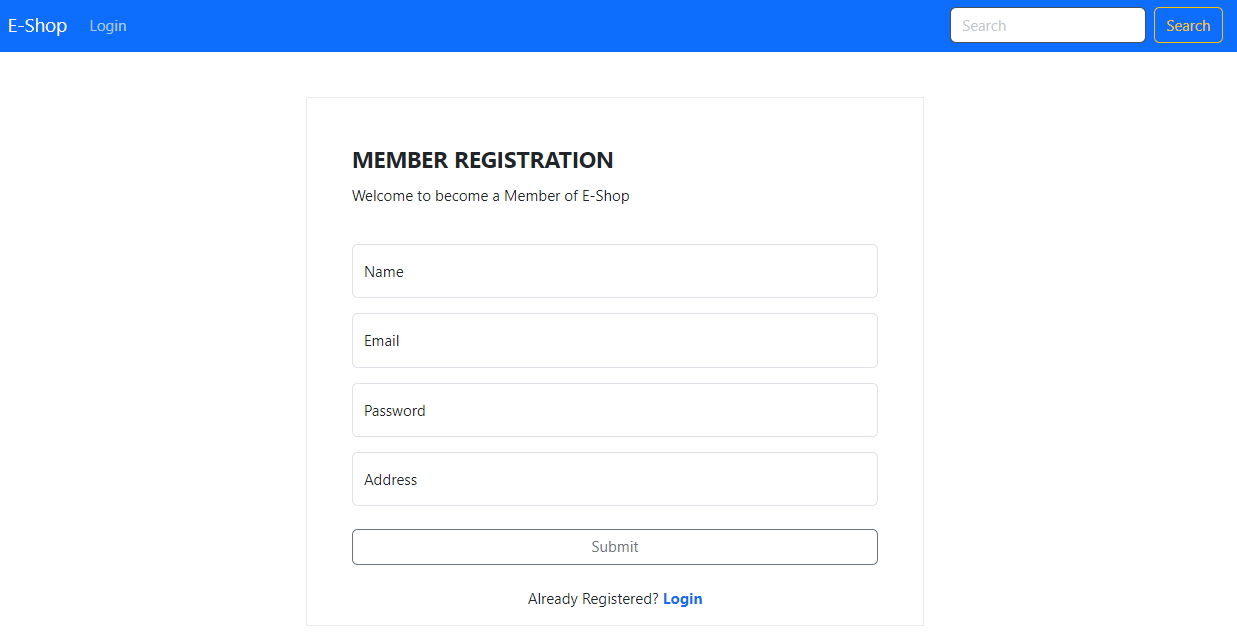 E-Shop Login Search Search
MEMBER REGISTRATION
Welcome to become a Member of E-Shop
Name
Email
Password
Address
Submit
Already Registered? Login